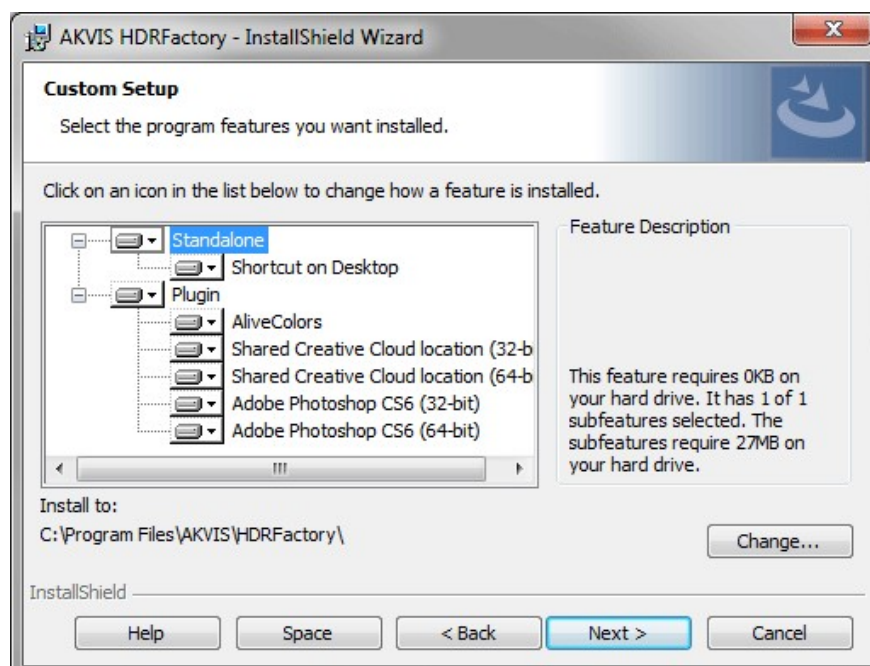 AKVIS HDRFactory - InstallShield Wizard
Custom Setup
Select the program features you want installed.
Click on an icon in the list below to change how a feature is installed.
Standalone
Shortcut on Desktop
Plugin
AliveColors
Shared Creative Cloud location (32-b
Shared Creative Cloud location (64-b
Adobe Photoshop CS6 (32-bit)
Adobe Photoshop CS6 (64-bit)
Feature Description
This feature requires 0KB on
your hard drive. It has 1 of 1
subfeatures selected. The
subfeatures require 27MB on
your hard drive.
Install to:
C:\Program Files\AKVIS\HDRFactory\
Change...
InstallShield
Help
Space
< Back
Next >
Cancel